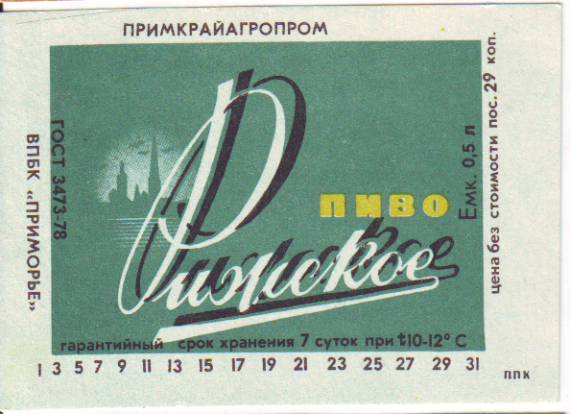 ПРИМКРАЙАГРОПРОМ
ВПБК „ПРИМОРЬЕ"
ГОСТ 3473-78
Рижское
ПИВО
Емк. 0,5 л
цена без стоимости пос. 29 коп.
гарантийный срок хранения 7 суток при t10-12° С
1 3 5 7 9 11 13 15 17 19 21 23 25 27 29 31
ппк